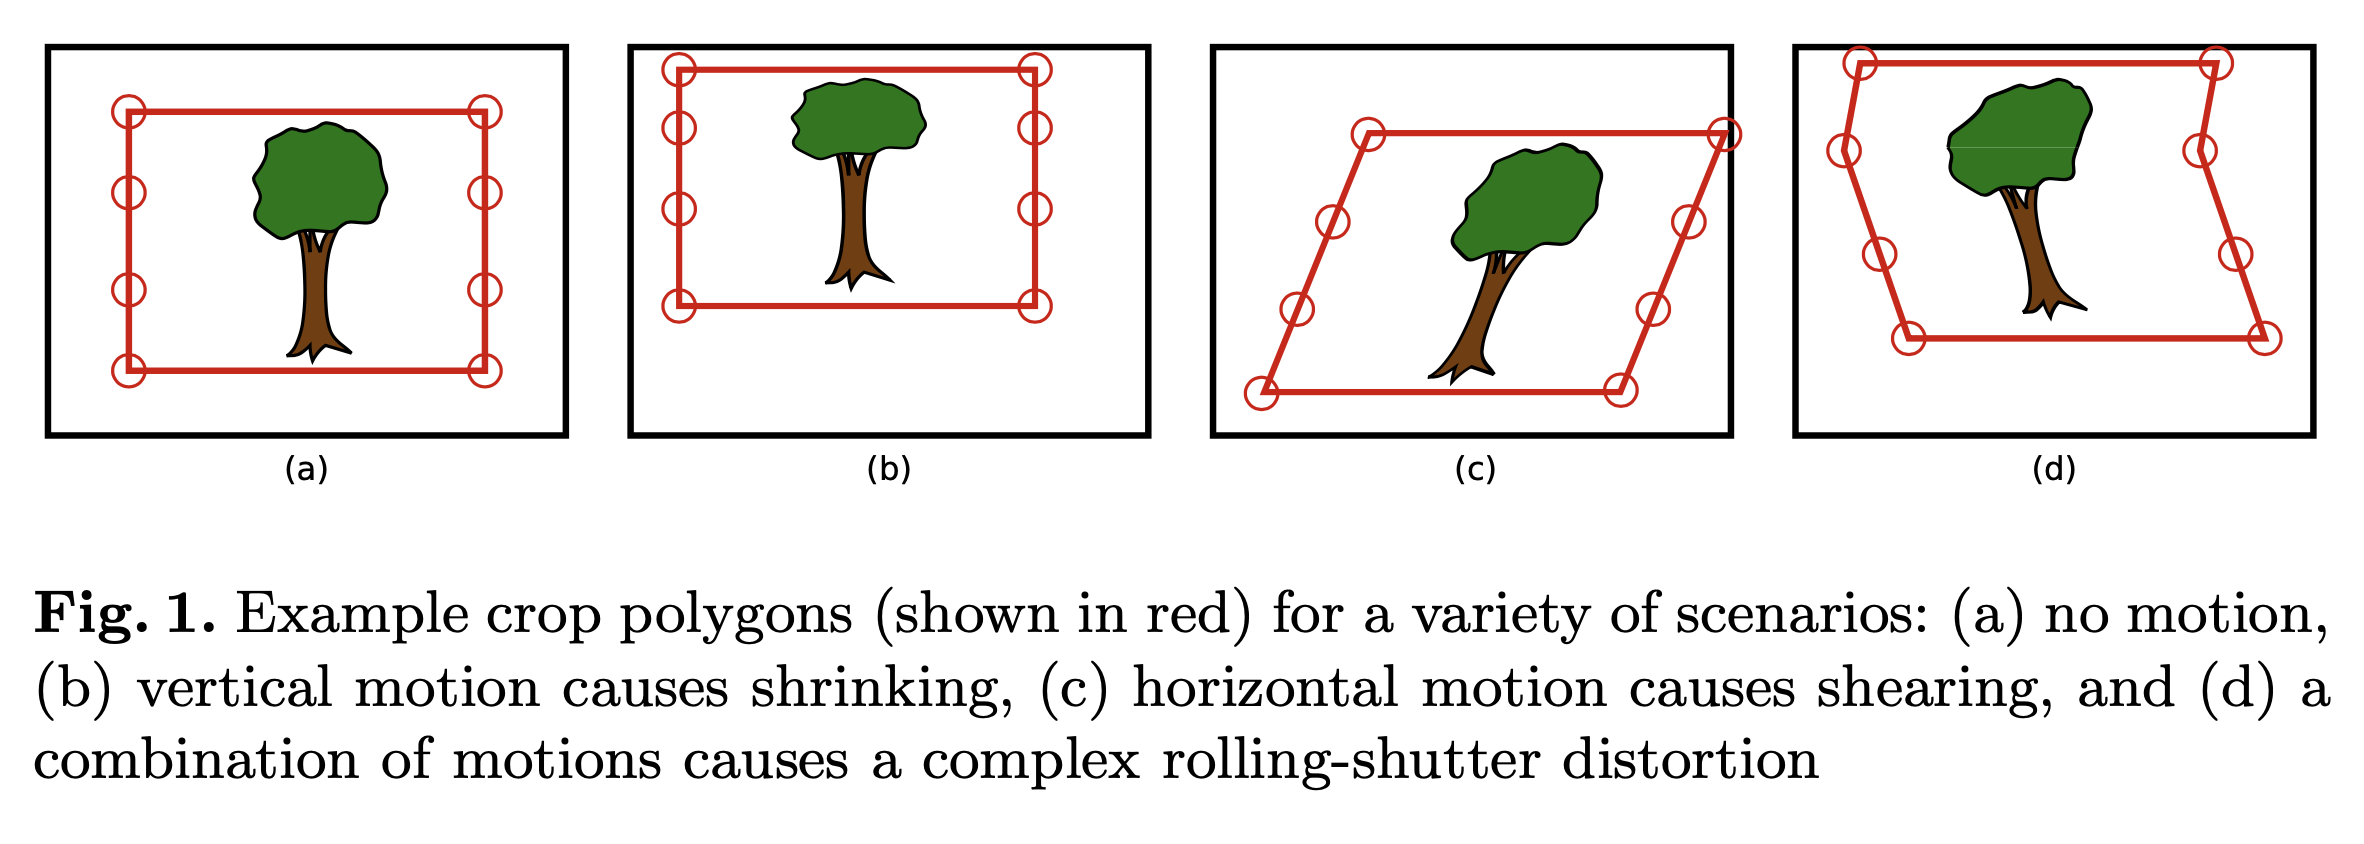 (a) (b) (c) (d)
Fig. 1. Example crop polygons (shown in red) for a variety of scenarios: (a) no motion,
(b) vertical motion causes shrinking, (c) horizontal motion causes shearing, and (d) a
combination of motions causes a complex rolling-shutter distortion